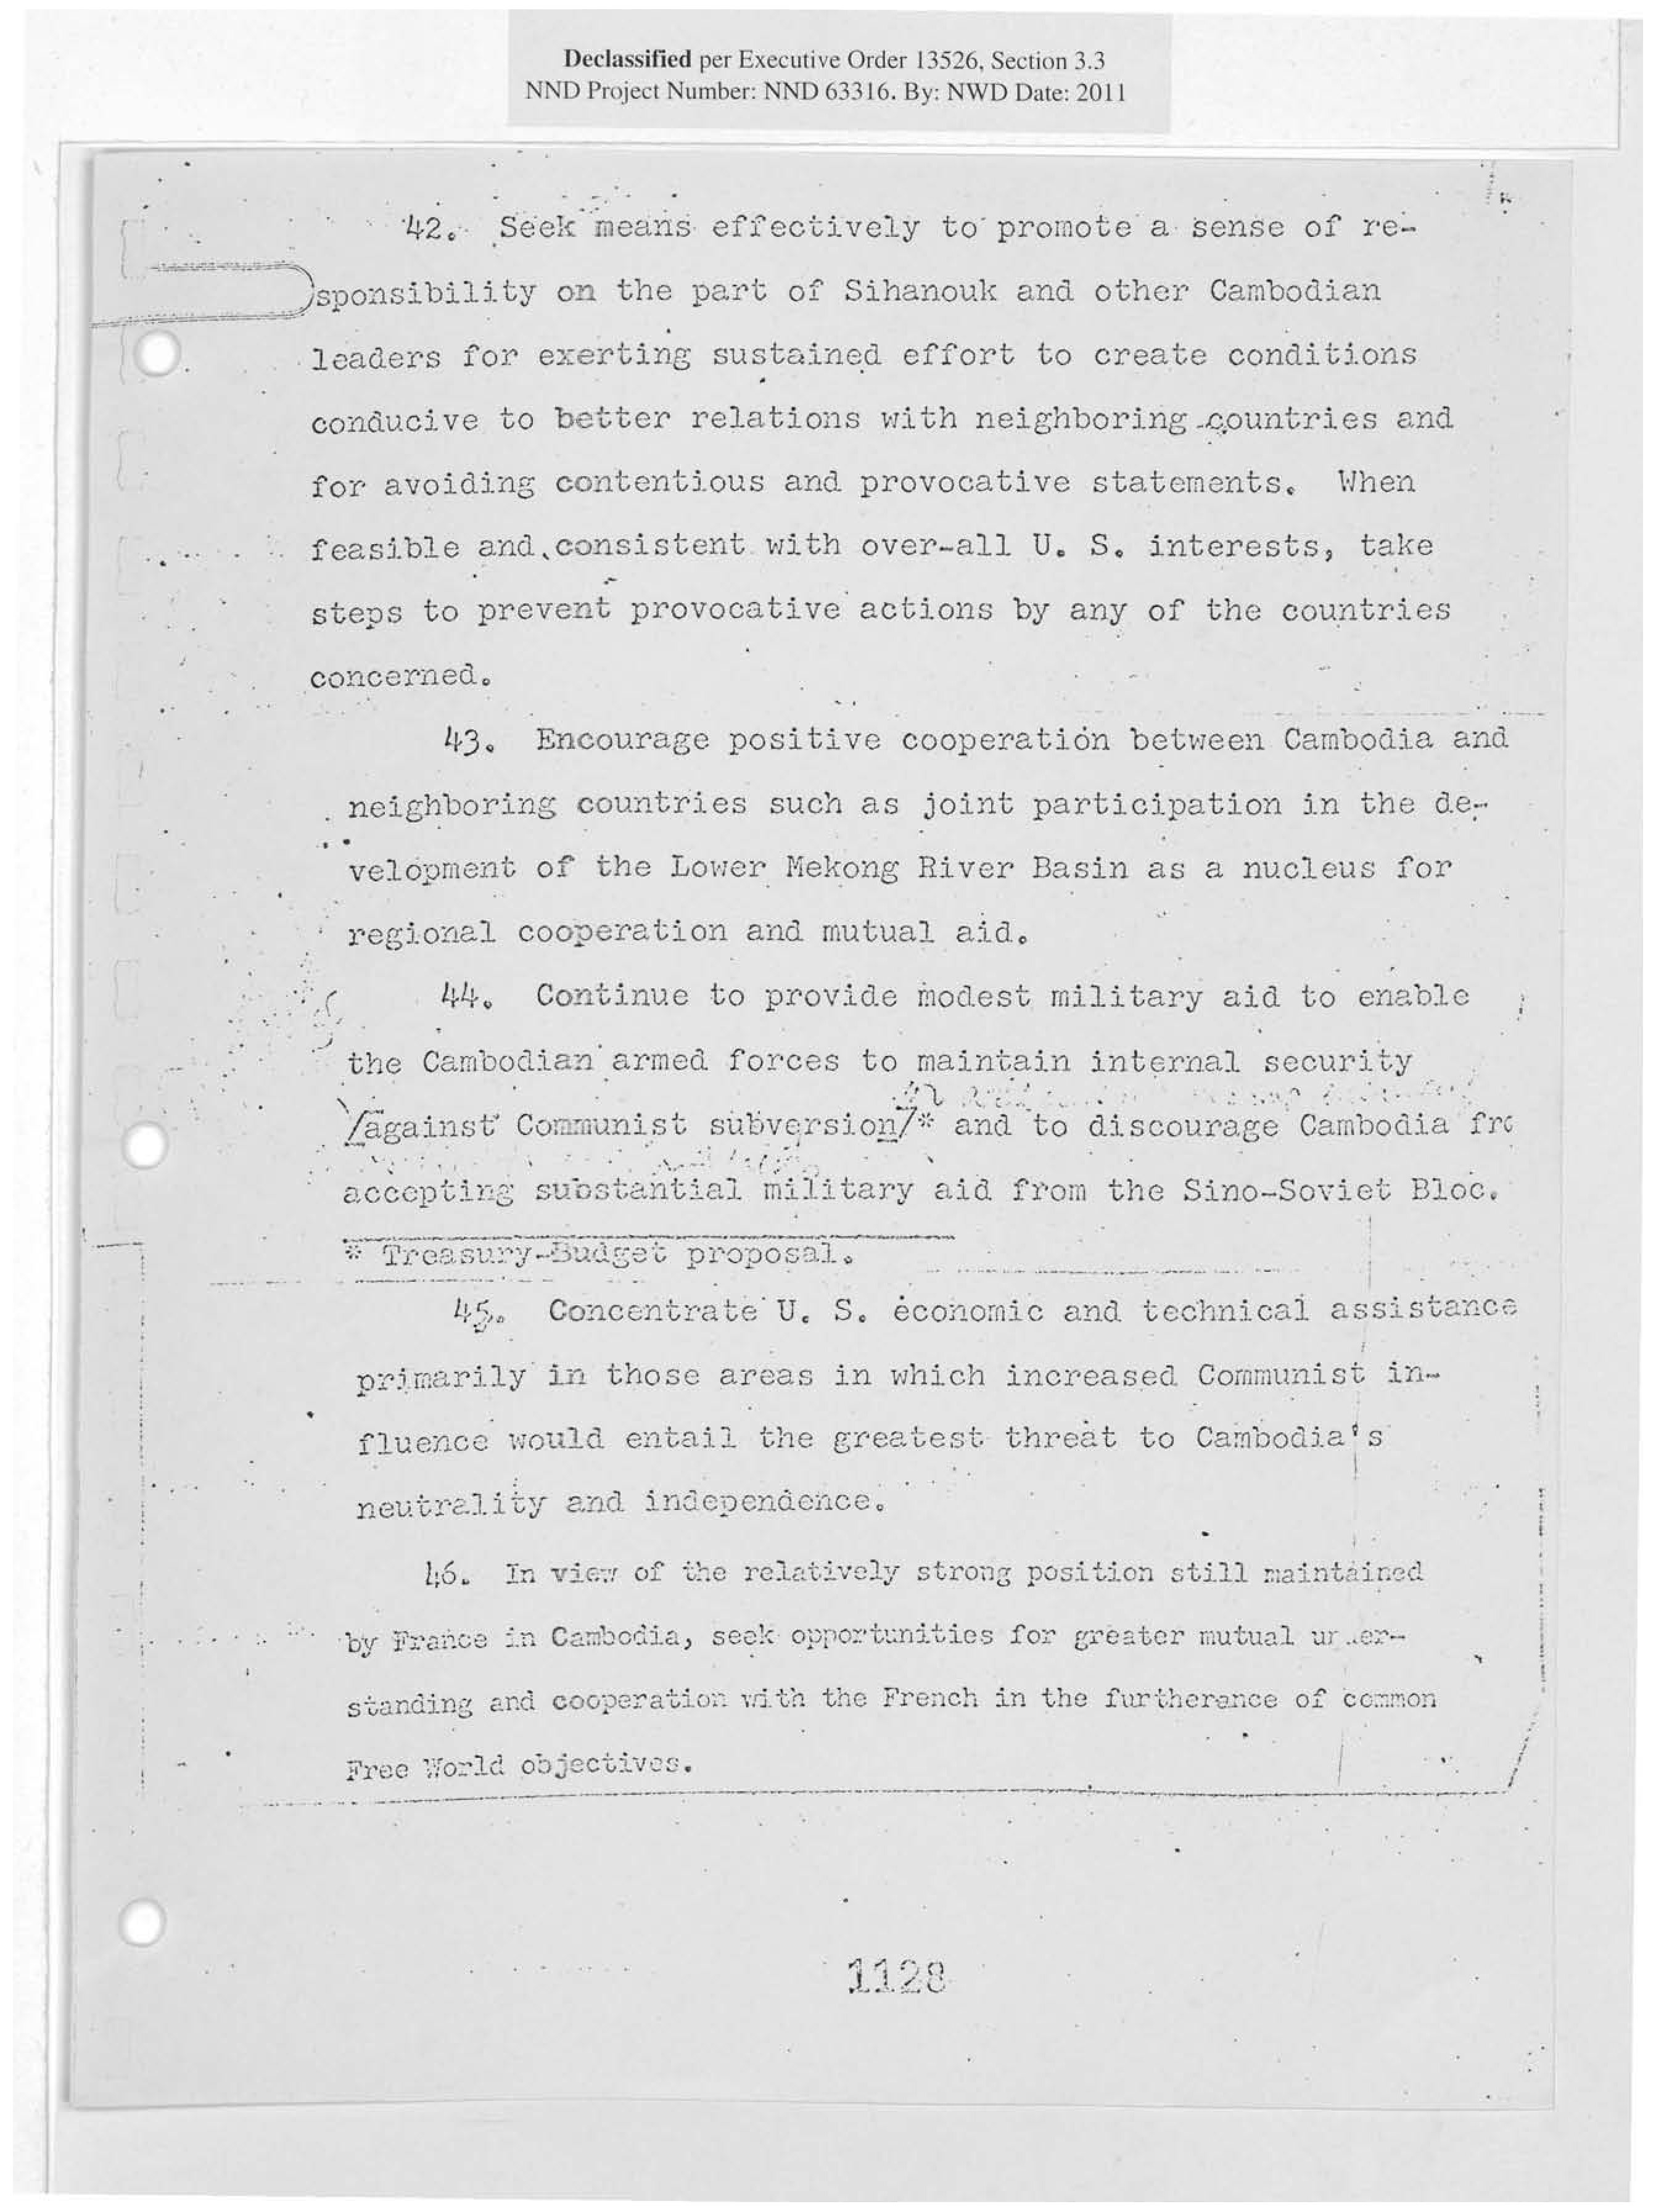 Declassified per Executive Order 13526, Section 3.3
NND Project Number: NND 63316. By: NWD Date: 2011
42. Seek means effectively to promote a sense of re-
sponsibility on the part of Sihanouk and other Cambodian
leaders for exerting sustained effort to create conditions
conducive to better relations with neighboring countries and
for avoiding contentious and provocative statements. When
feasible and consistent with over-all U. S. interests, take
steps to prevent provocative actions by any of the countries
concerned.
43. Encourage positive cooperation between Cambodia and
neighboring countries such as joint participation in the de-
velopment of the Lower Mekong River Basin as a nucleus for
regional cooperation and mutual aid.
44. Continue to provide modest military aid to enable
the Cambodian armed forces to maintain internal security
/against Communist subversion/* and to discourage Cambodia fro
accepting substantial military aid from the Sino-Soviet Bloc.
* Treasury-Budget proposal.
45. Concentrate U. S. economic and technical assistance
primarily in those areas in which increased Communist in-
fluence would entail the greatest threat to Cambodia's
neutrality and independence.
46. In view of the relatively strong position still maintained
by France in Cambodia, seek opportunities for greater mutual
standing and cooperation with the French in the furtherance of common
Free World objectives.
1128